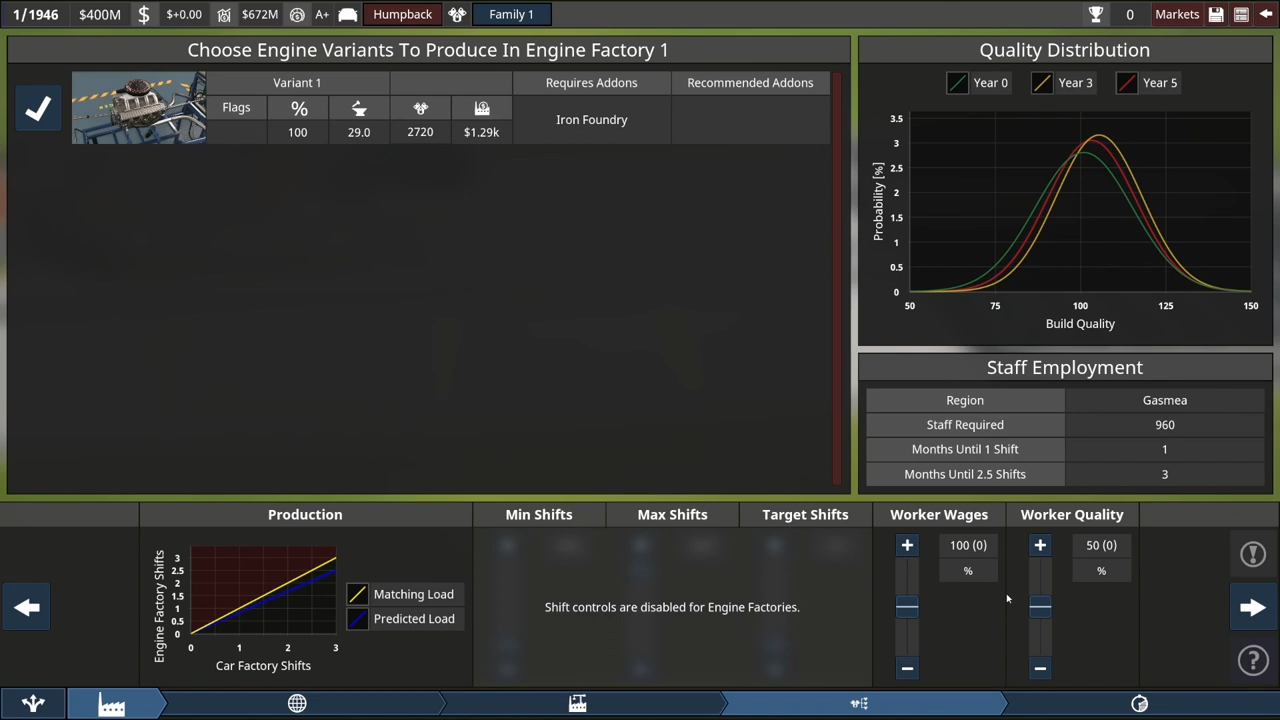 1/1946 $400M $ $+0.00 $672M A+ Humpback Family 1 0 Markets
Choose Engine Variants To Produce In Engine Factory 1
Variant 1 Requires Addons Recommended Addons
Flags % Iron Foundry
100 29.0 2720 $1.29k
Quality Distribution
Year 0 Year 3 Year 5
Probability [%]
3.5
3
2.5
2
1.5
1
0.5
0
50 75 100 125 150
Build Quality
Staff Employment
Region Gasmea
Staff Required 960
Months Until 1 Shift 1
Months Until 2.5 Shifts 3
Production
Engine Factory Shifts
3
2.5
2
1.5
1
0.5
0
0 1 2 3
Car Factory Shifts
Matching Load
Predicted Load
Min Shifts Max Shifts Target Shifts
Shift controls are disabled for Engine Factories.
Worker Wages Worker Quality
+ 100 (0) + 50 (0)
% %
- -
!
?